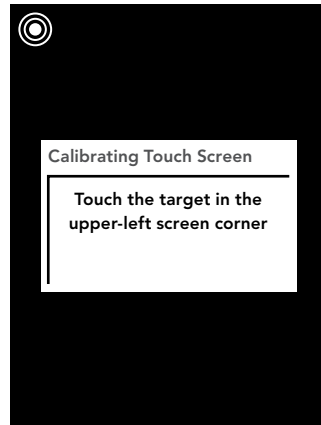 Calibrating Touch Screen
Touch the target in the
upper-left screen corner